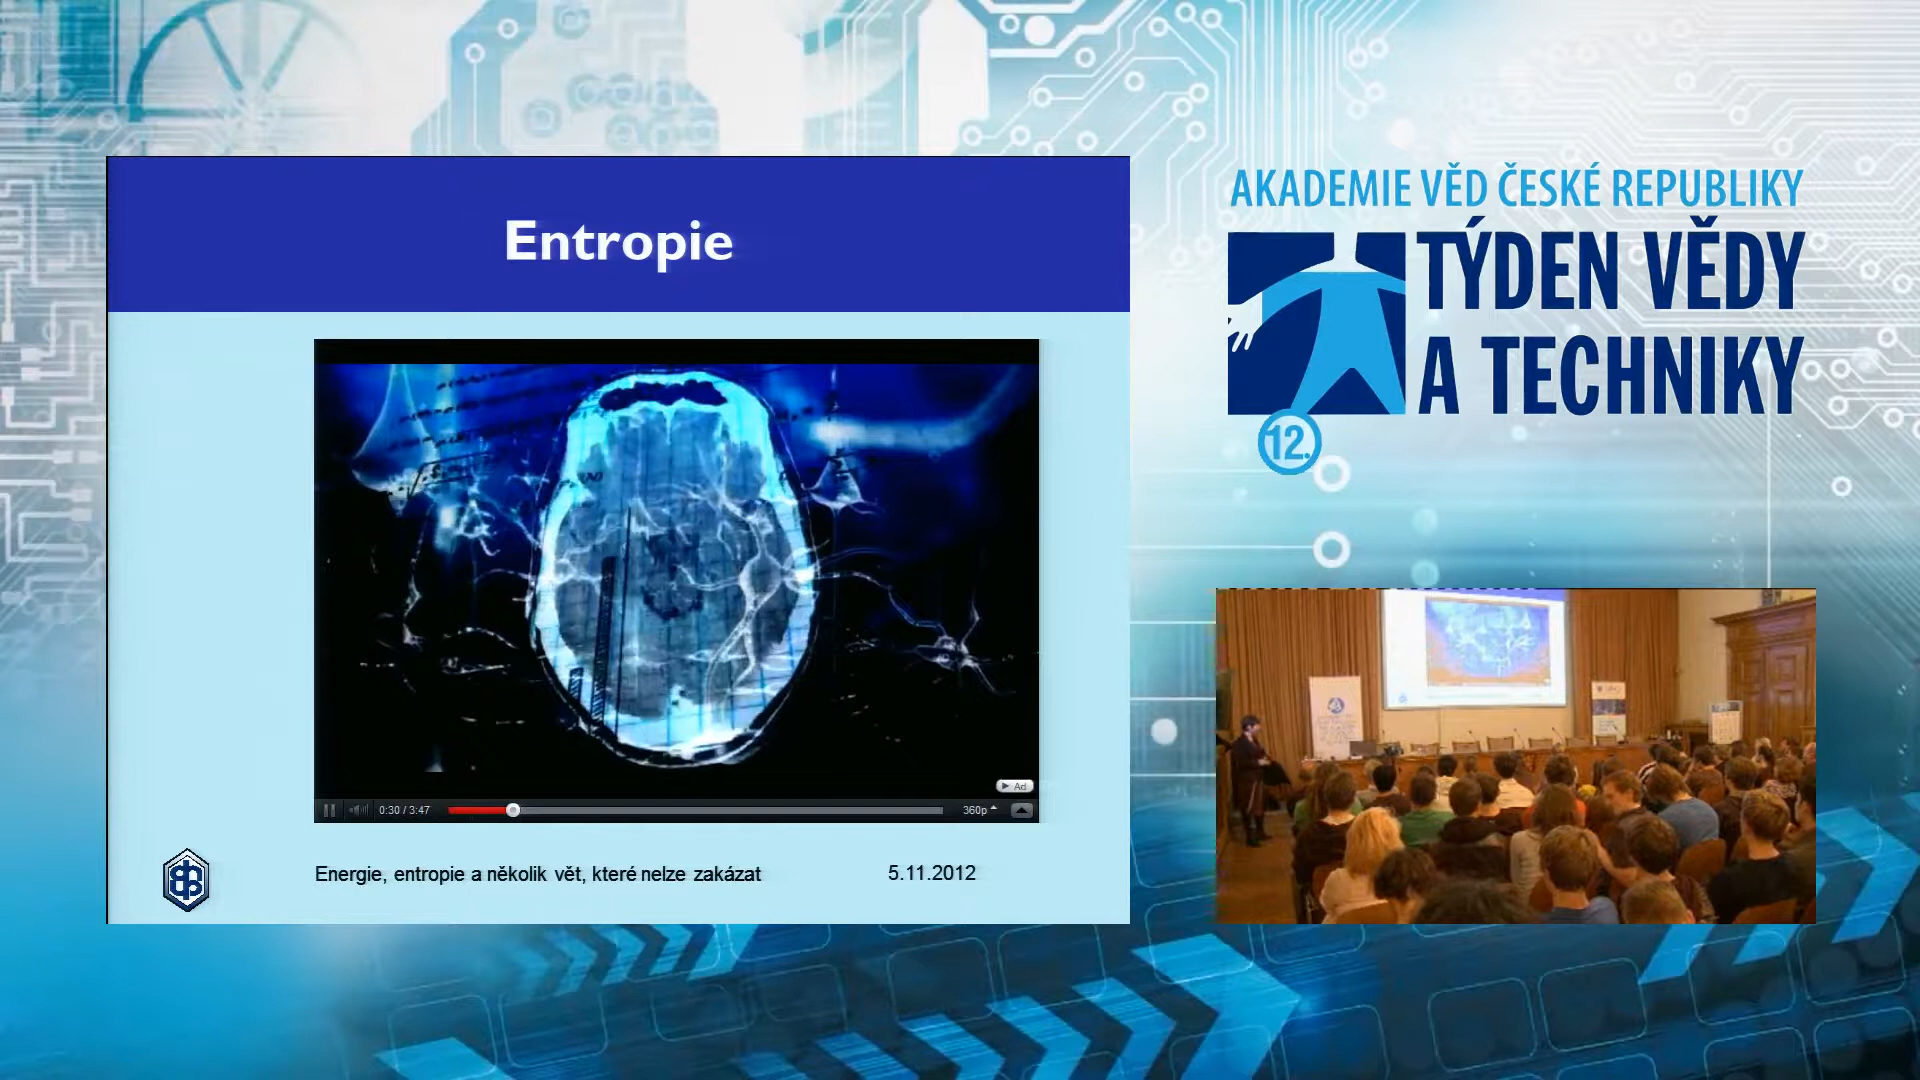 Entropie
Ad
0:30 / 3:47
360p
Energie, entropie a několik vět, které nelze zakázat
5.11.2012
AKADEMIE VĚD ČESKÉ REPUBLIKY
TÝDEN VĚDY
A TECHNIKY
12.